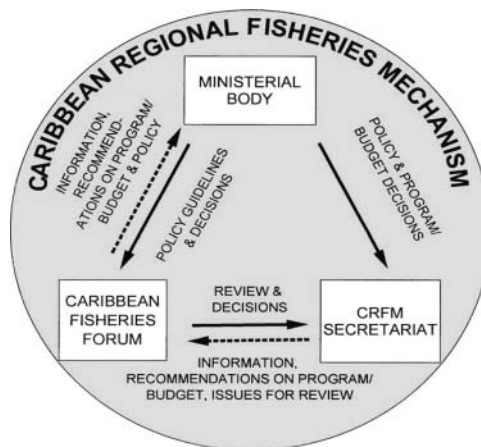 CARIBBEAN REGIONAL FISHERIES MECHANISM
MINISTERIAL
BODY
INFORMATION,
RECOMMEND-
ATIONS ON PROGRAM/
BUDGET & POLICY
POLICY GUIDELINES
& DECISIONS
POLICY & PROGRAM/
BUDGET DECISIONS
CARIBBEAN
FISHERIES
FORUM
REVIEW &
DECISIONS
CRFM
SECRETARIAT
INFORMATION,
RECOMMENDATIONS ON PROGRAM/
BUDGET, ISSUES FOR REVIEW